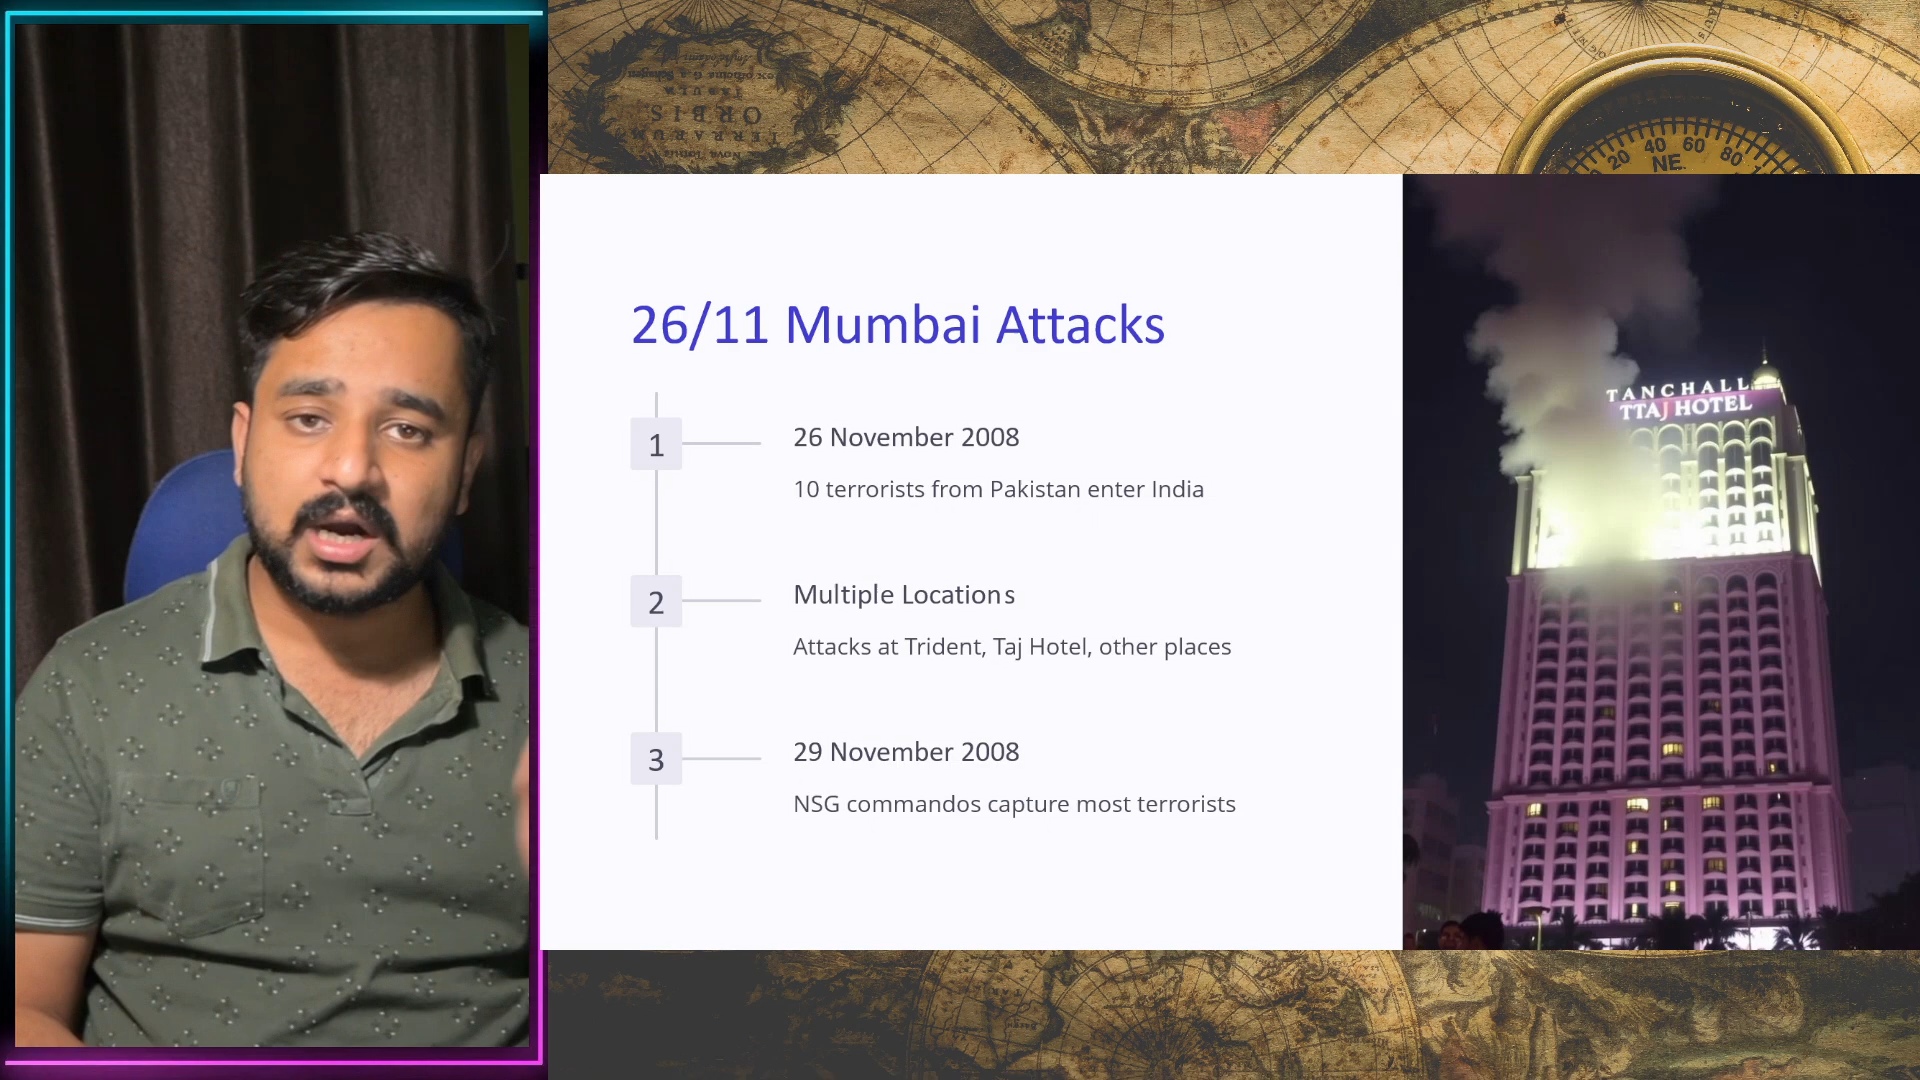 26/11 Mumbai Attacks
1
26 November 2008
10 terrorists from Pakistan enter India
2
Multiple Locations
Attacks at Trident, Taj Hotel, other places
3
29 November 2008
NSG commandos capture most terrorists
TANCHALL
TTAJ HOTEL
20 40 60 80
NE
ORBIS
TERRARUM